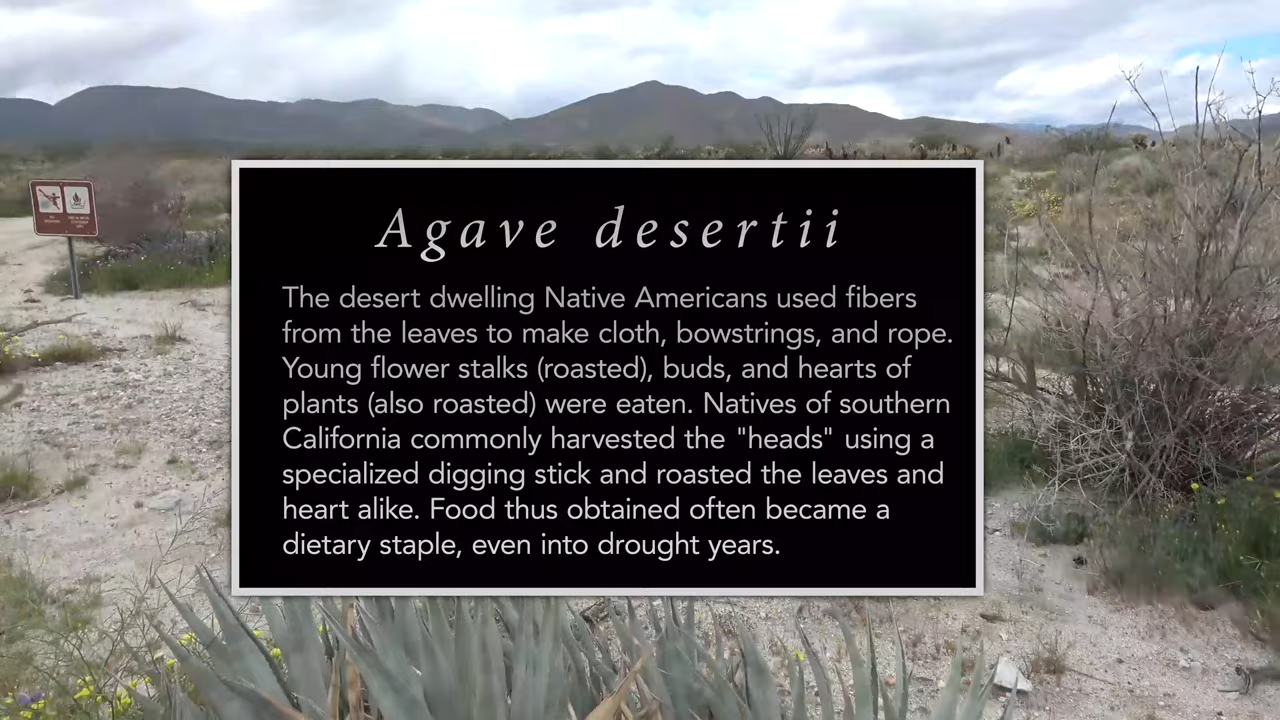 Agave desertii
The desert dwelling Native Americans used fibers
from the leaves to make cloth, bowstrings, and rope.
Young flower stalks (roasted), buds, and hearts of
plants (also roasted) were eaten. Natives of southern
California commonly harvested the "heads" using a
specialized digging stick and roasted the leaves and
heart alike. Food thus obtained often became a
dietary staple, even into drought years.